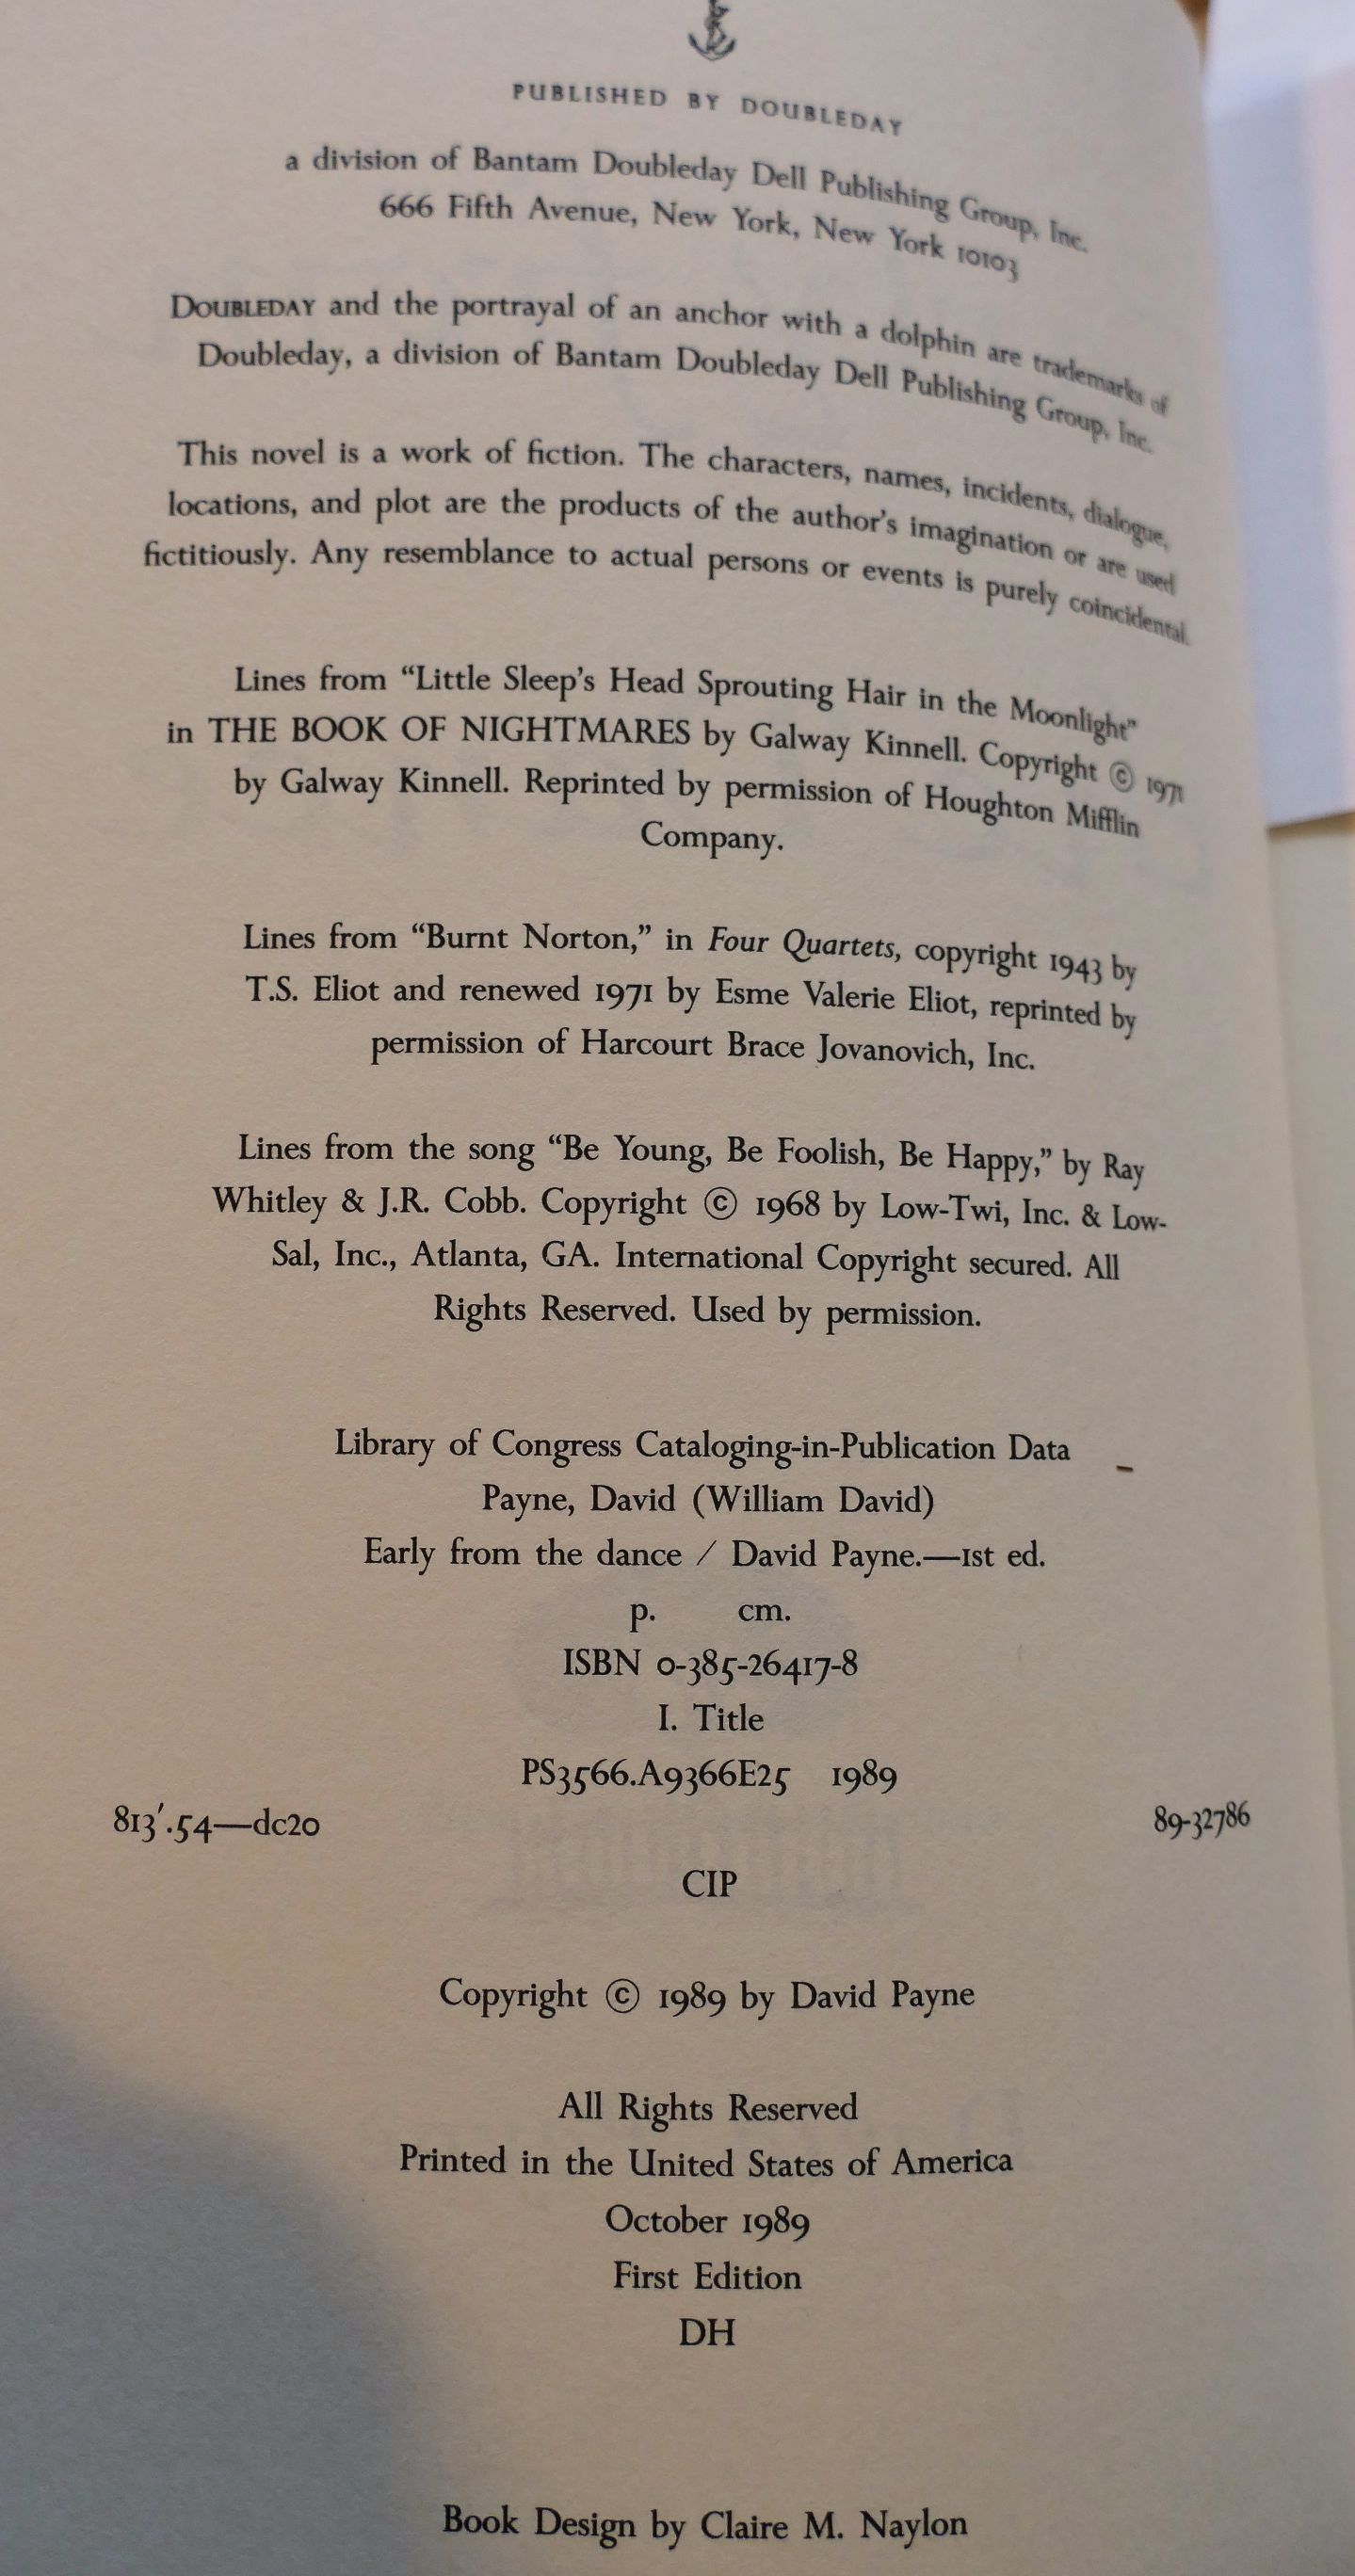 PUBLISHED BY DOUBLEDAY
a division of Bantam Doubleday Dell Publishing Group, Inc.
666 Fifth Avenue, New York, New York 10103
DOUBLEDAY and the portrayal of an anchor with a dolphin are trademarks of
Doubleday, a division of Bantam Doubleday Dell Publishing Group, Inc.
This novel is a work of fiction. The characters, names, incidents, dialogue,
locations, and plot are the products of the author's imagination or are used
fictitiously. Any resemblance to actual persons or events is purely coincidental.
Lines from “Little Sleep's Head Sprouting Hair in the Moonlight”
in THE BOOK OF NIGHTMARES by Galway Kinnell. Copyright © 1971
by Galway Kinnell. Reprinted by permission of Houghton Mifflin
Company.
Lines from “Burnt Norton,” in Four Quartets, copyright 1943 by
T.S. Eliot and renewed 1971 by Esme Valerie Eliot, reprinted by
permission of Harcourt Brace Jovanovich, Inc.
Lines from the song “Be Young, Be Foolish, Be Happy,” by Ray
Whitley & J.R. Cobb. Copyright © 1968 by Low-Twi, Inc. & Low-
Sal, Inc., Atlanta, GA. International Copyright secured. All
Rights Reserved. Used by permission.
Library of Congress Cataloging-in-Publication Data
Payne, David (William David)
Early from the dance / David Payne.—1st ed.
p. cm.
ISBN 0-385-26417-8
I. Title
PS3566.A9366E25 1989
813′.54—dc20 89-32786
CIP
Copyright © 1989 by David Payne
All Rights Reserved
Printed in the United States of America
October 1989
First Edition
DH
Book Design by Claire M. Naylon